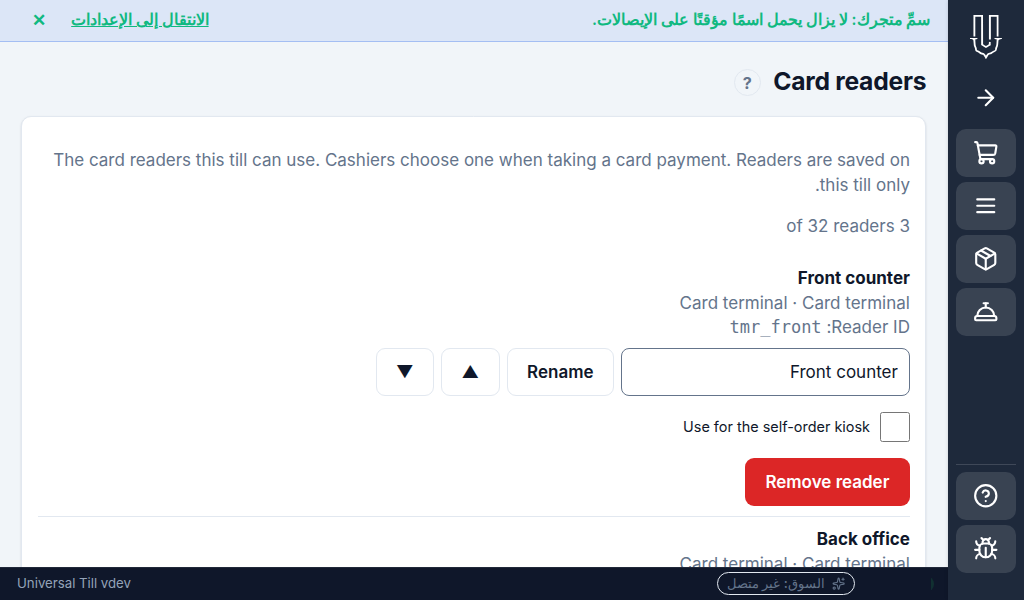 سمِّ متجرك: لا يزال يحمل اسمًا مؤقتًا على الإيصالات.
الانتقال إلى الإعدادات
✕
Card readers
?
The card readers this till can use. Cashiers choose one when taking a card payment. Readers are saved on
this till only.
3 of 32 readers
Front counter
Card terminal · Card terminal
Reader ID: tmr_front
Front counter
Rename
▲
▼
Use for the self-order kiosk
Remove reader
Back office
Card terminal · Card terminal
السوق: غير متصل
Universal Till vdev